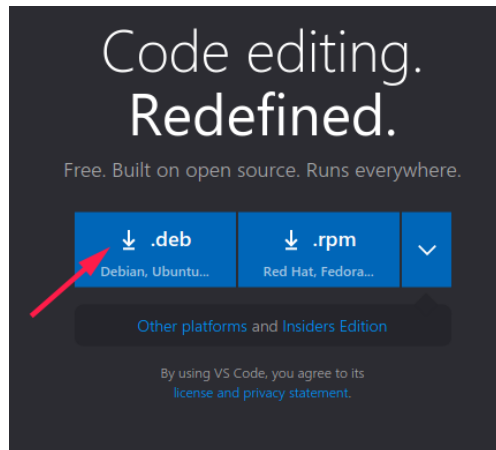 Code editing.
Redefined.
Free. Built on open source. Runs everywhere.
.deb
Debian, Ubuntu...
.rpm
Red Hat, Fedora...
Other platforms and Insiders Edition
By using VS Code, you agree to its
license and privacy statement.